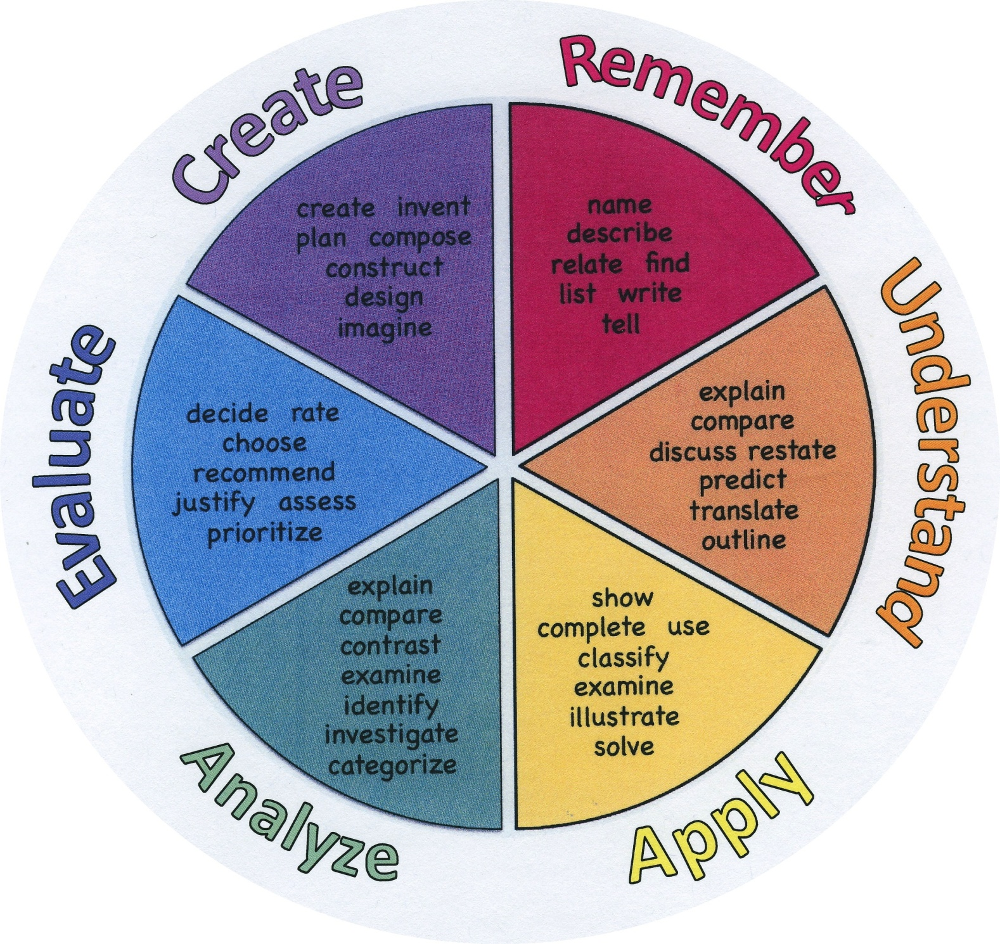 Remember
name
describe
relate find
list write
tell
Understand
explain
compare
discuss restate
predict
translate
outline
Apply
show
complete use
classify
examine
illustrate
solve
Analyze
explain
compare
contrast
examine
identify
investigate
categorize
Evaluate
decide rate
choose
recommend
justify assess
prioritize
Create
create invent
plan compose
construct
design
imagine